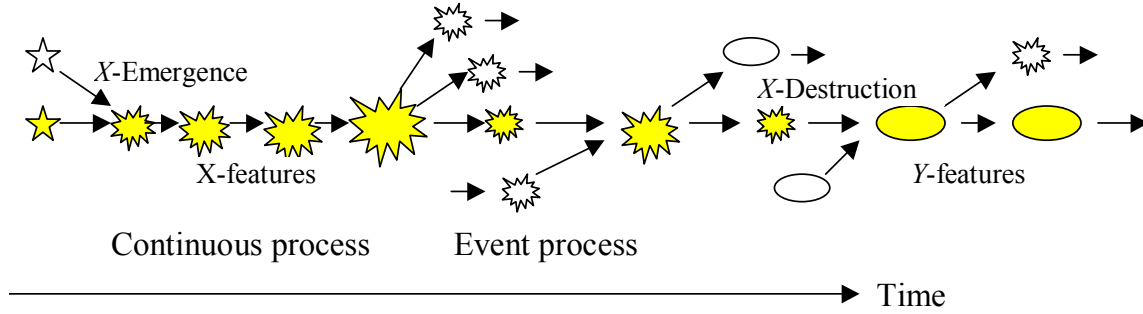 X-Emergence
X-Destruction
X-features
Y-features
Continuous process
Event process
Time